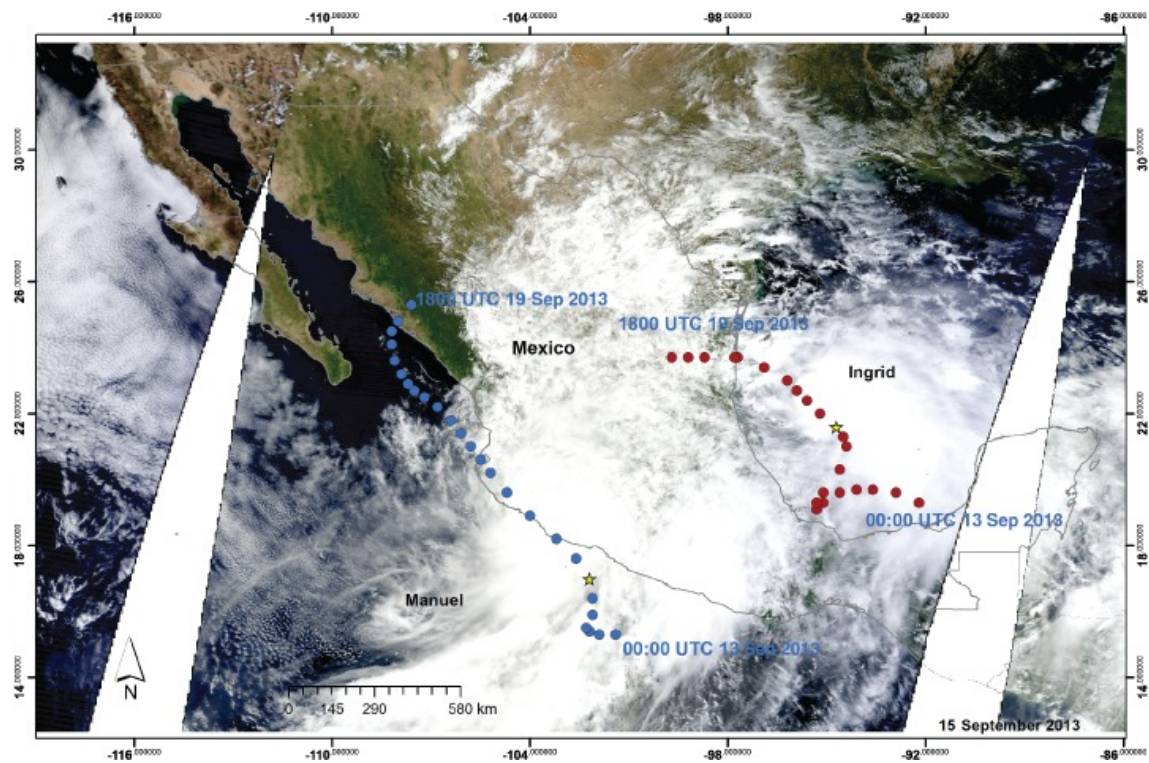 -116.000000 -110.000000 -104.000000 -98.000000 -92.000000 -86.000000
30.000000 30.000000
26.000000 26.000000
1800 UTC 19 Sep 2013
1800 UTC 19 Sep 2013
Mexico
Ingrid
22.000000 22.000000
00:00 UTC 13 Sep 2013
18.000000 18.000000
Manuel
00:00 UTC 13 Sep 2013
14.000000 14.000000
N
0 145 290 580 km
15 September 2013
-116.000000 -110.000000 -104.000000 -98.000000 -92.000000 -86.000000